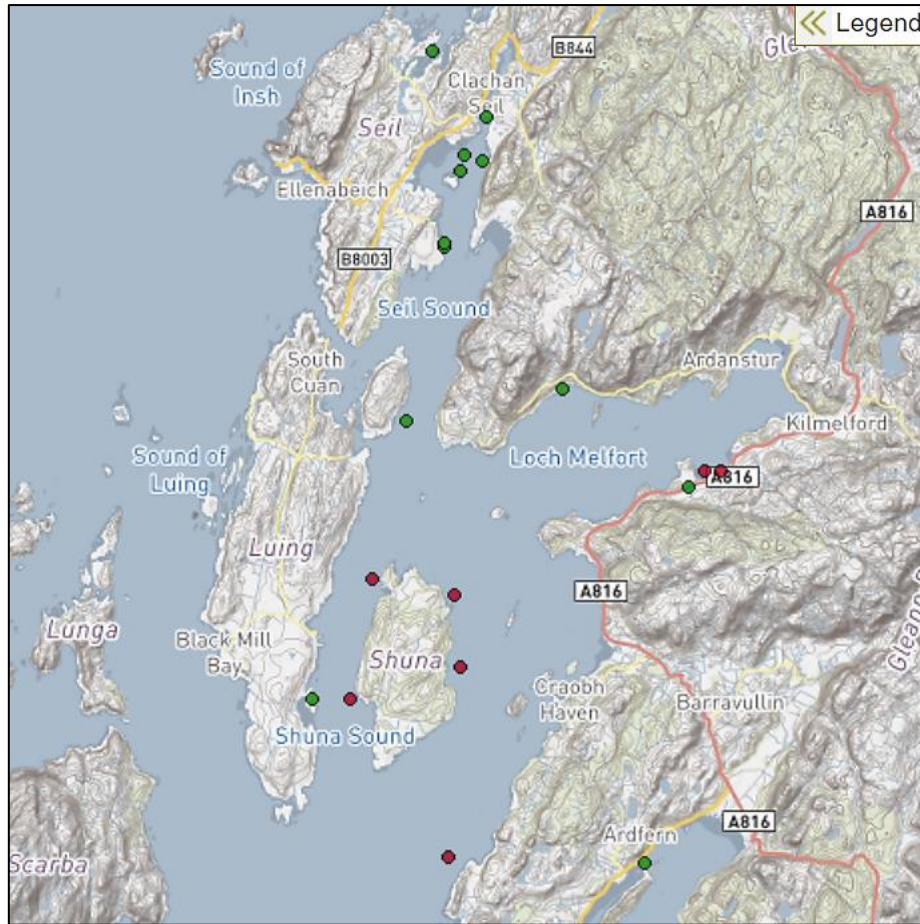 Legend
Sound of
Insh
B844
Clachan
Seil
Seil
Ellenabeich
A816
B8003
Seil Sound
South
Cuan
Ardanstur
Kilmelford
Sound of
Luing
Loch Melfort
A816
Luing
A816
Lunga
Black Mill
Bay
Shuna
Craobh
Haven
Barravullin
Shuna Sound
Scarba
Ardfern
A816